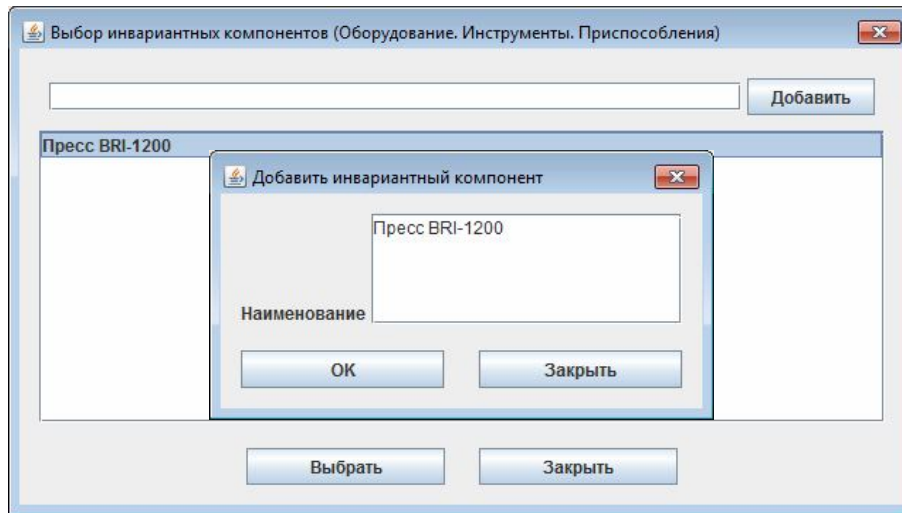 Выбор инвариантных компонентов (Оборудование. Инструменты. Приспособления)
Добавить
Пресс BRI-1200
Добавить инвариантный компонент
Пресс BRI-1200
Наименование
OK
Закрыть
Выбрать
Закрыть